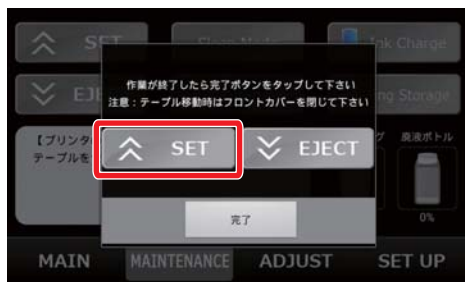 SET
Ink Charge
作業が終了したら完了ボタンをタップして下さい
注意：テーブル移動時はフロントカバーを閉じて下さい
EJE
ng Storage
【プリンタ
テーブルを
SET
EJECT
グ
廃液ボトル
完了
0%
MAIN
MAINTENANCE
ADJUST
SET UP